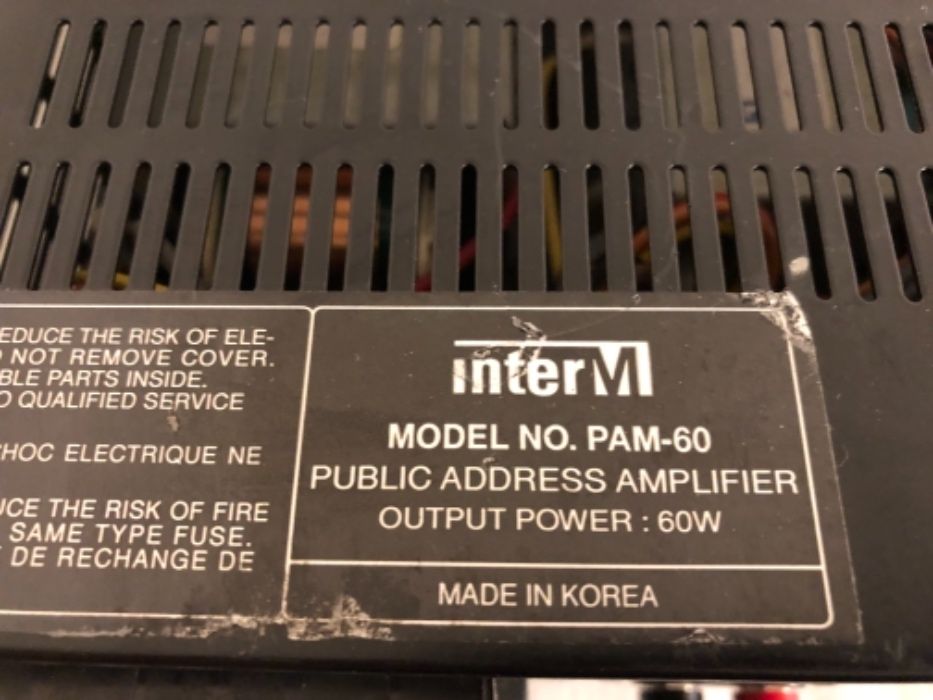 EDUCE THE RISK OF ELE-
NOT REMOVE COVER.
BLE PARTS INSIDE.
O QUALIFIED SERVICE
HOC ELECTRIQUE NE
UCE THE RISK OF FIRE
SAME TYPE FUSE.
DE RECHANGE DE
interM
MODEL NO. PAM-60
PUBLIC ADDRESS AMPLIFIER
OUTPUT POWER : 60W
MADE IN KOREA